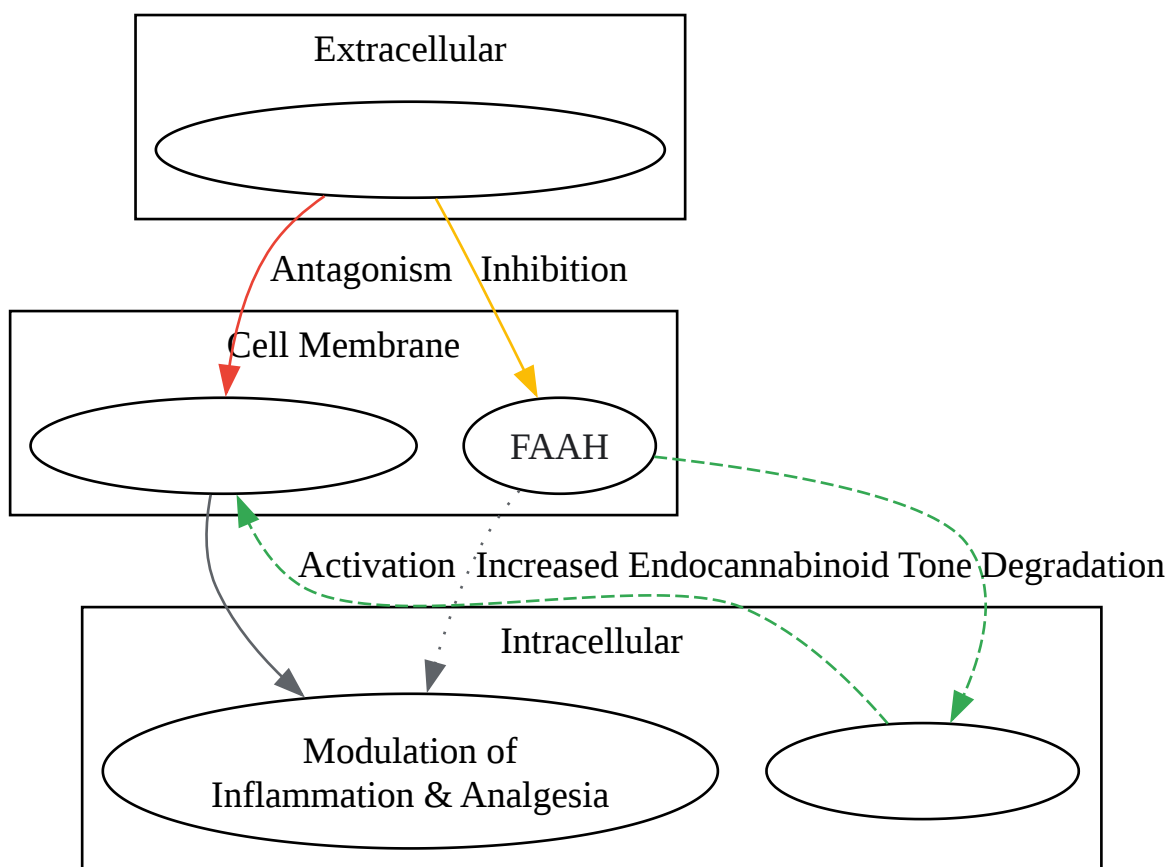 Extracellular
Antagonism
Inhibition
Cell Membrane
FAAH
Activation
Increased Endocannabinoid Tone
Degradation
Intracellular
Modulation of
Inflammation & Analgesia